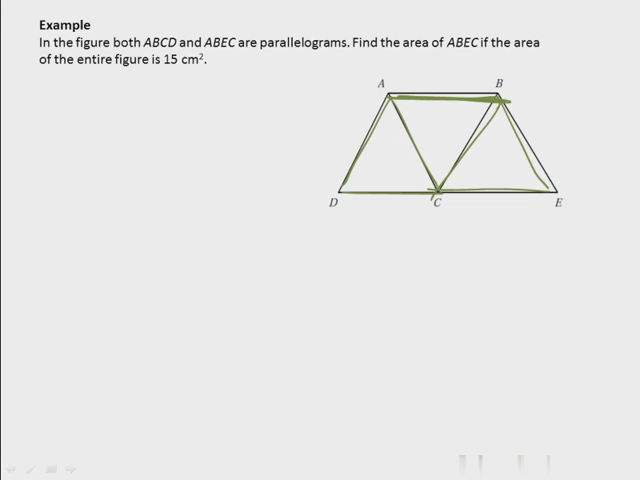 Example
In the figure both ABCD and ABEC are parallelograms. Find the area of ABEC if the area
of the entire figure is 15 cm².
A B
D C E